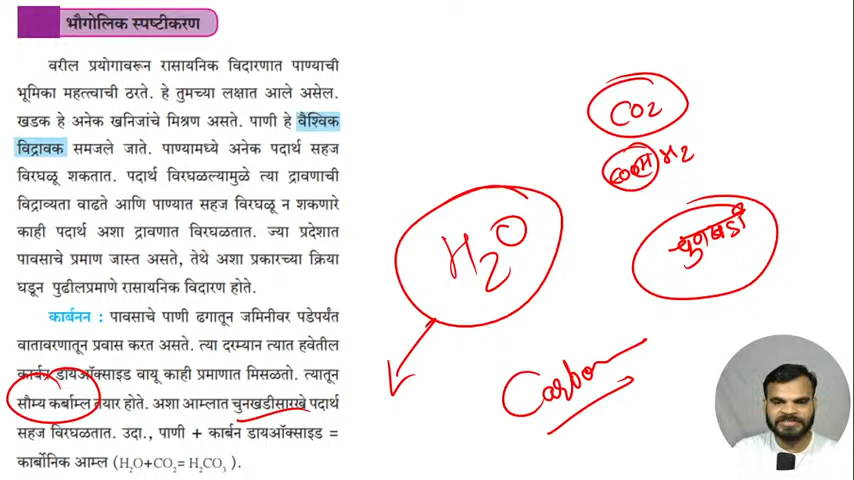 भौगोलिक स्पष्टीकरण
वरील प्रयोगावरून रासायनिक विदारणात पाण्याची
भूमिका महत्त्वाची ठरते. हे तुमच्या लक्षात आले असेल.
खडक हे अनेक खनिजांचे मिश्रण असते. पाणी हे वैश्विक
विद्रावक समजले जाते. पाण्यामध्ये अनेक पदार्थ सहज
विरघळू शकतात. पदार्थ विरघळल्यामुळे त्या द्रावणाची
विद्राव्यता वाढते आणि पाण्यात सहज विरघळू न शकणारे
काही पदार्थ अशा द्रावणात विरघळतात. ज्या प्रदेशात
पावसाचे प्रमाण जास्त असते, तेथे अशा प्रकारच्या क्रिया
घडून पुढीलप्रमाणे रासायनिक विदारण होते.
कार्बनन : पावसाचे पाणी ढगातून जमिनीवर पडेपर्यंत
वातावरणातून प्रवास करत असते. त्या दरम्यान त्यात हवेतील
कार्बन डायऑक्साइड वायू काही प्रमाणात मिसळतो. त्यातून
सौम्य कर्बाम्ल तयार होते. अशा आम्लात चुनखडीसारखे पदार्थ
सहज विरघळतात. उदा., पाणी + कार्बन डायऑक्साइड =
कार्बोनिक आम्ल (H₂O+CO₂= H₂CO₃ ).
CO2
H2O
चुनखडी
Carbon